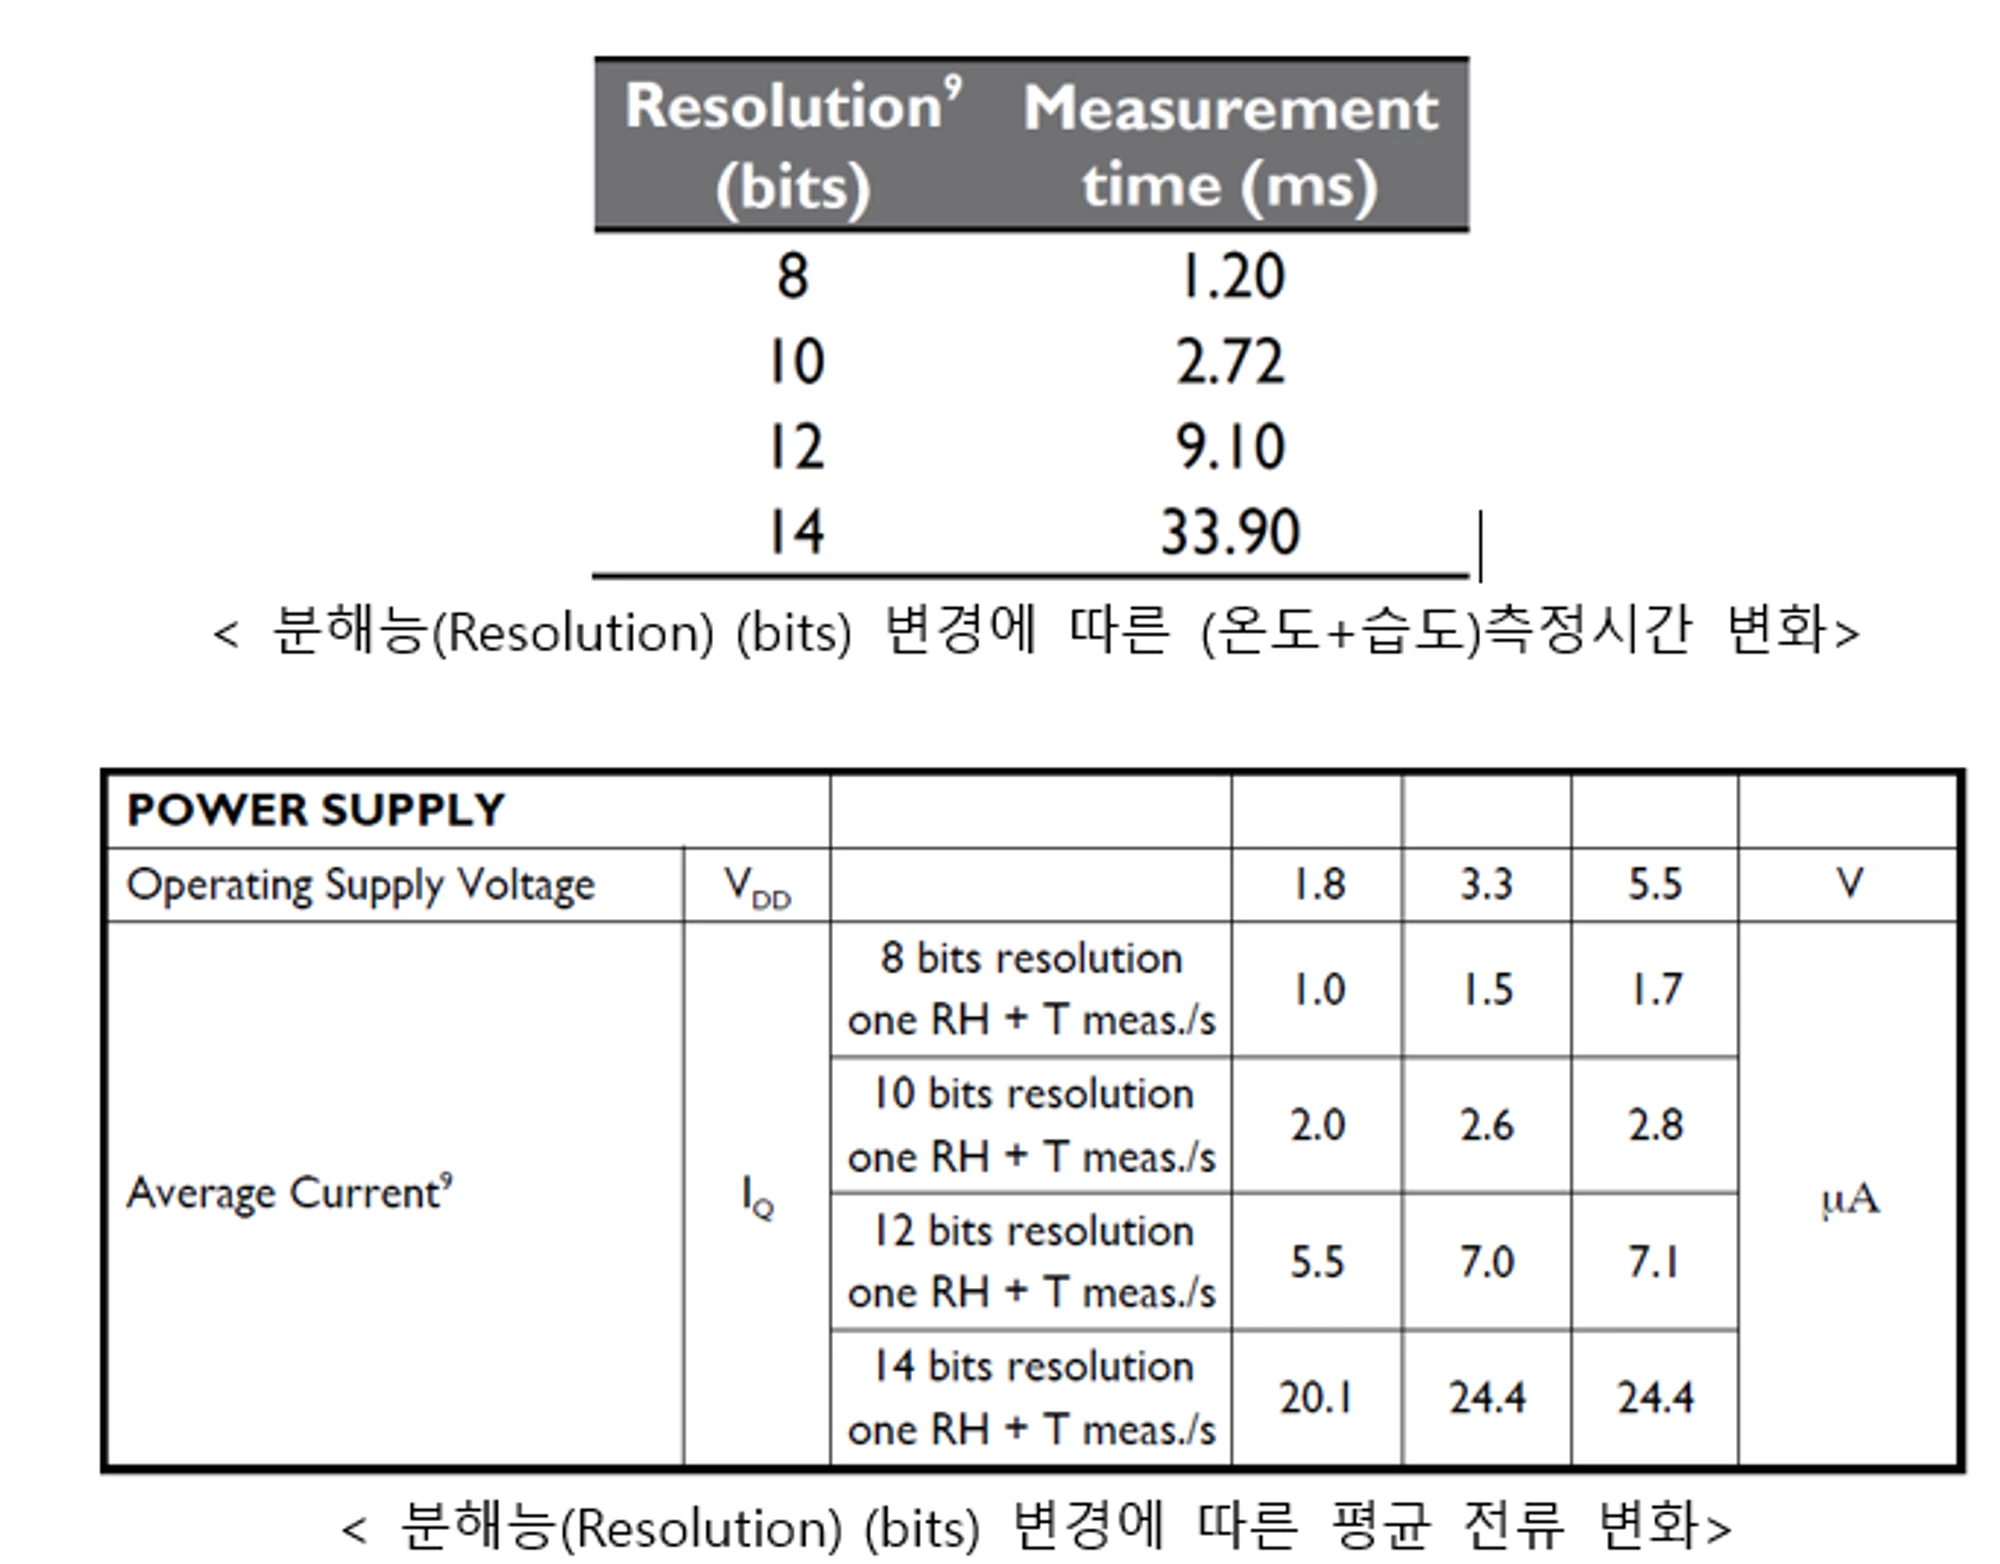 Resolution⁹ Measurement
(bits) time (ms)
8 1.20
10 2.72
12 9.10
14 33.90
< 분해능(Resolution) (bits) 변경에 따른 (온도+습도)측정시간 변화>
POWER SUPPLY
Operating Supply Voltage V_DD 1.8 3.3 5.5 V
8 bits resolution
one RH + T meas./s 1.0 1.5 1.7
10 bits resolution
one RH + T meas./s 2.0 2.6 2.8
Average Current⁹ I_Q μA
12 bits resolution
one RH + T meas./s 5.5 7.0 7.1
14 bits resolution
one RH + T meas./s 20.1 24.4 24.4
< 분해능(Resolution) (bits) 변경에 따른 평균 전류 변화>